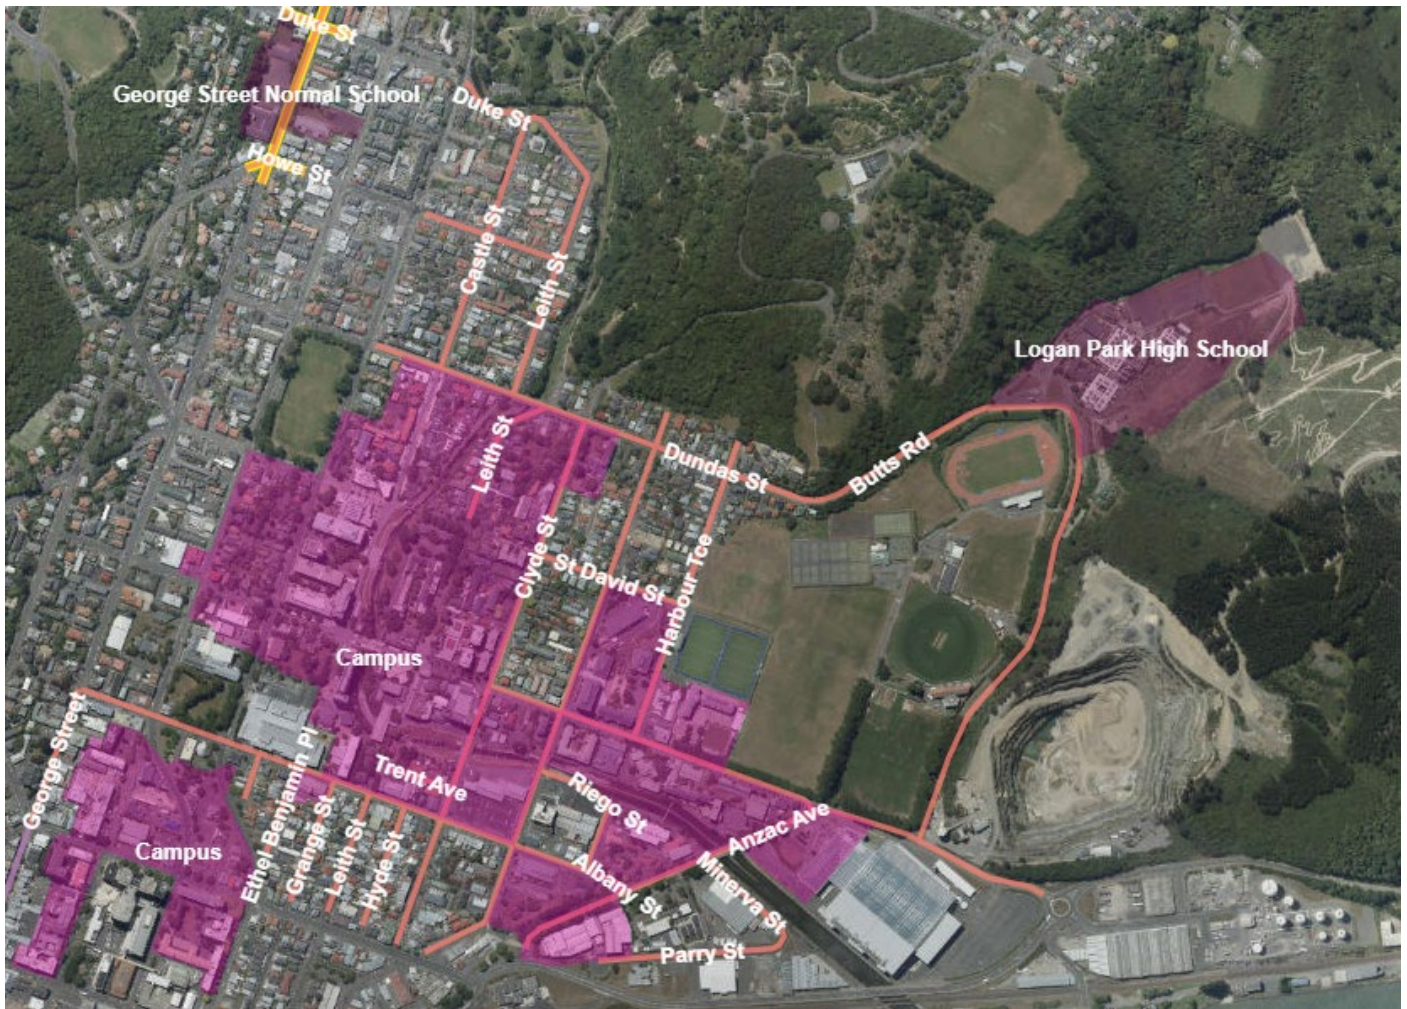 Duke St
George Street Normal School
Duke St
Howe St
Castle St
Leith St
Logan Park High School
Leith St
Dundas St
Butts Rd
Clyde St
St David St
Harbour Tce
Campus
George Street
Ethel Benjamin Pl
Trent Ave
Riego St
Anzac Ave
Grange St
Leith St
Hyde St
Campus
Albany St
Minerva St
Parry St